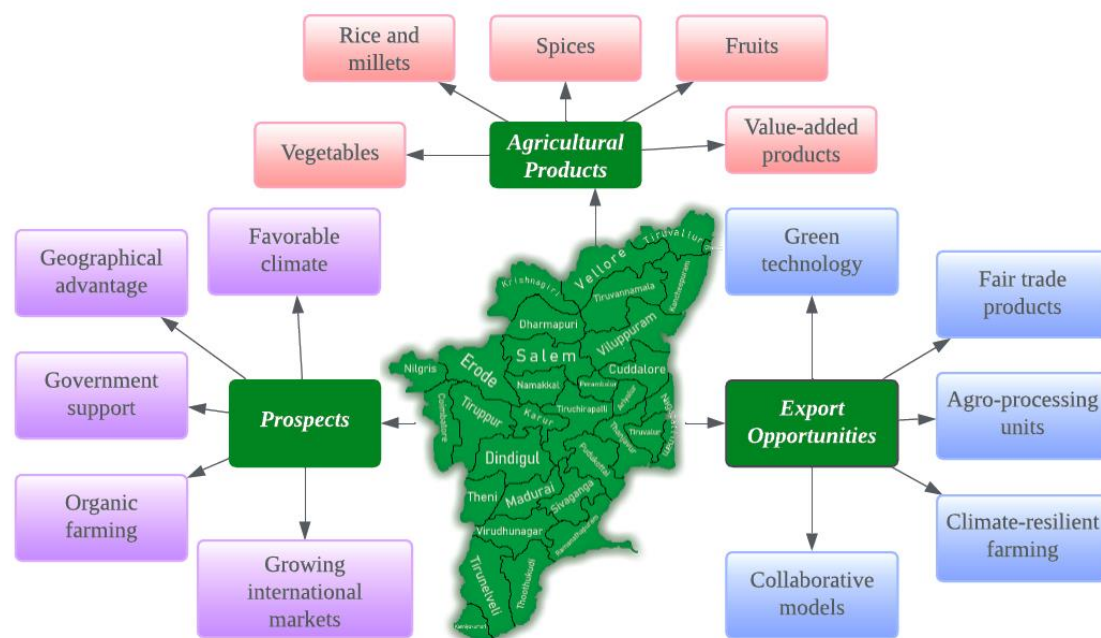 Rice and
millets
Spices
Fruits
Vegetables
Agricultural
Products
Value-added
products
Geographical
advantage
Favorable
climate
Government
support
Prospects
Organic
farming
Growing
international
markets
Green
technology
Fair trade
products
Export
Opportunities
Agro-processing
units
Climate-resilient
farming
Collaborative
models
Tiruvallur
Vellore
Kancheepuram
Krishnagiri
Tiruvannamala
Dharmapuri
Viluppuram
Salem
Nilgris
Erode
Cuddalore
Namakkal
Perambalur
Ariyalur
Coimbatore
Tiruppur
Karur
Tiruchirapalli
Thanjavur
Tiruvalur
Dindigul
Pudukottai
Theni
Madurai
Sivaganga
Virudhunagar
Ramanathapuram
Tirunelveli
Thoothukudi